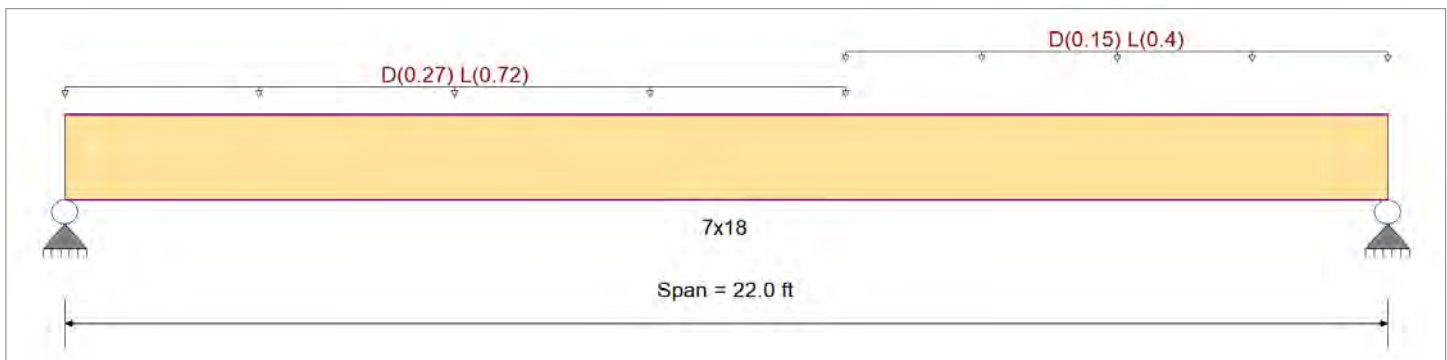 D(0.15) L(0.4)
D(0.27) L(0.72)
7x18
Span = 22.0 ft